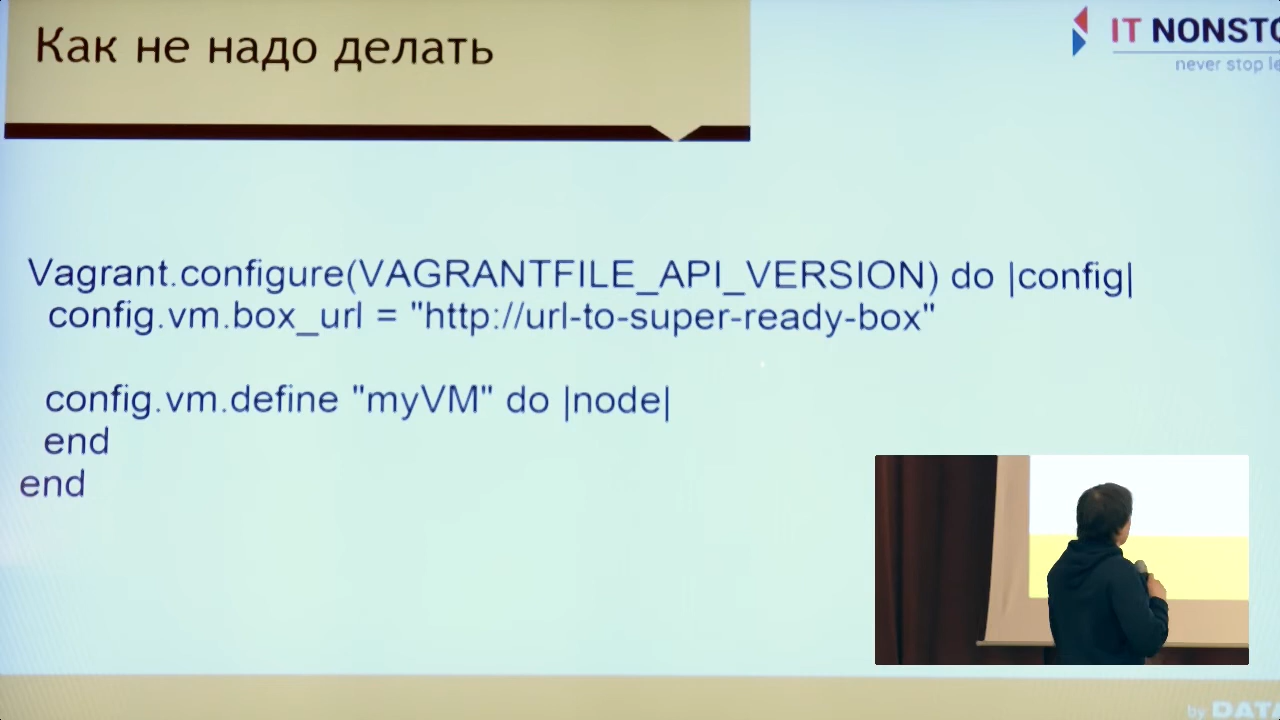 Как не надо делать
IT NONSTO
never stop le
Vagrant.configure(VAGRANTFILE_API_VERSION) do |config|
config.vm.box_url = "http://url-to-super-ready-box"
config.vm.define "myVM" do |node|
end
end
by DATA